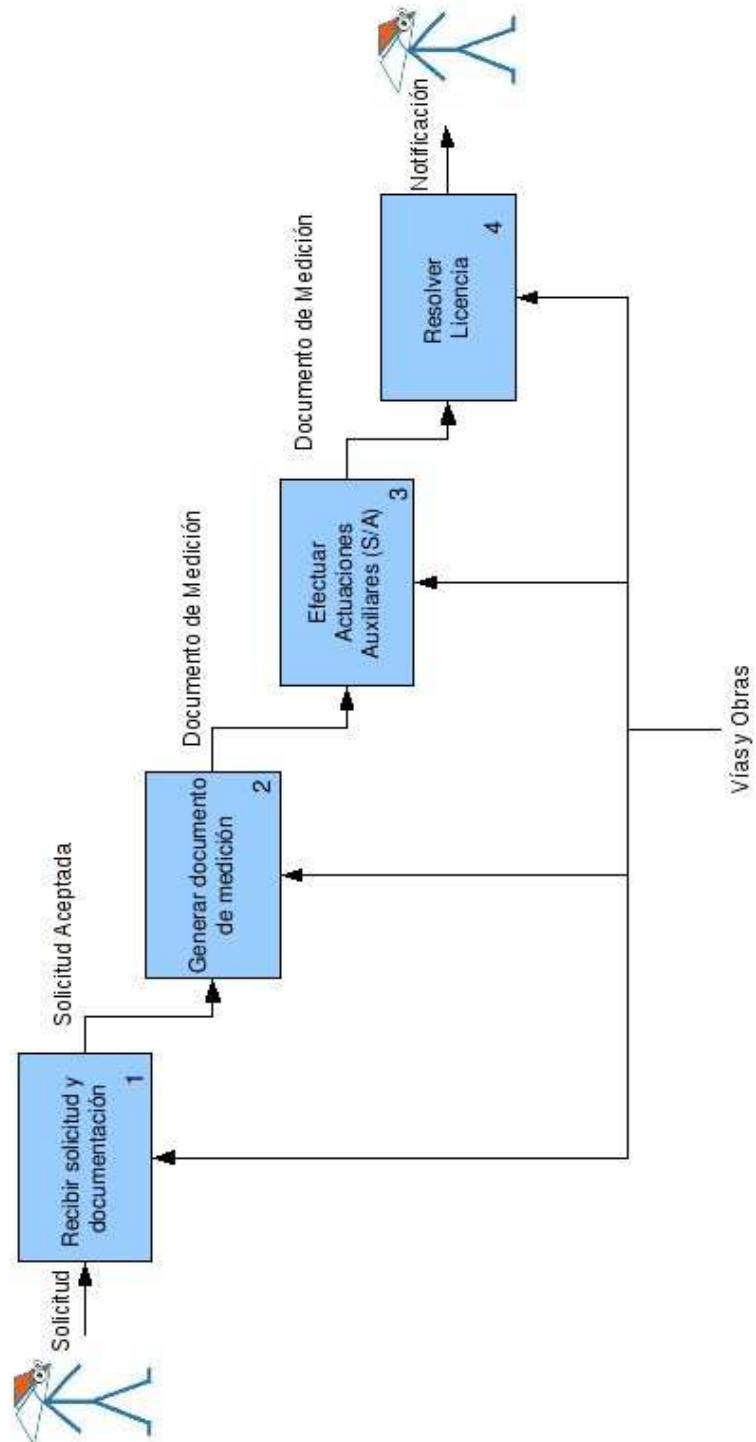 Solicitud
Recibir solicitud y
documentación
1
Solicitud Aceptada
Generar documento
de medición
2
Documento de Medición
Efectuar
Actuaciones
Auxiliares (S/A)
3
Documento de Medición
Resolver
Licencia
4
Notificación
Vías y Obras